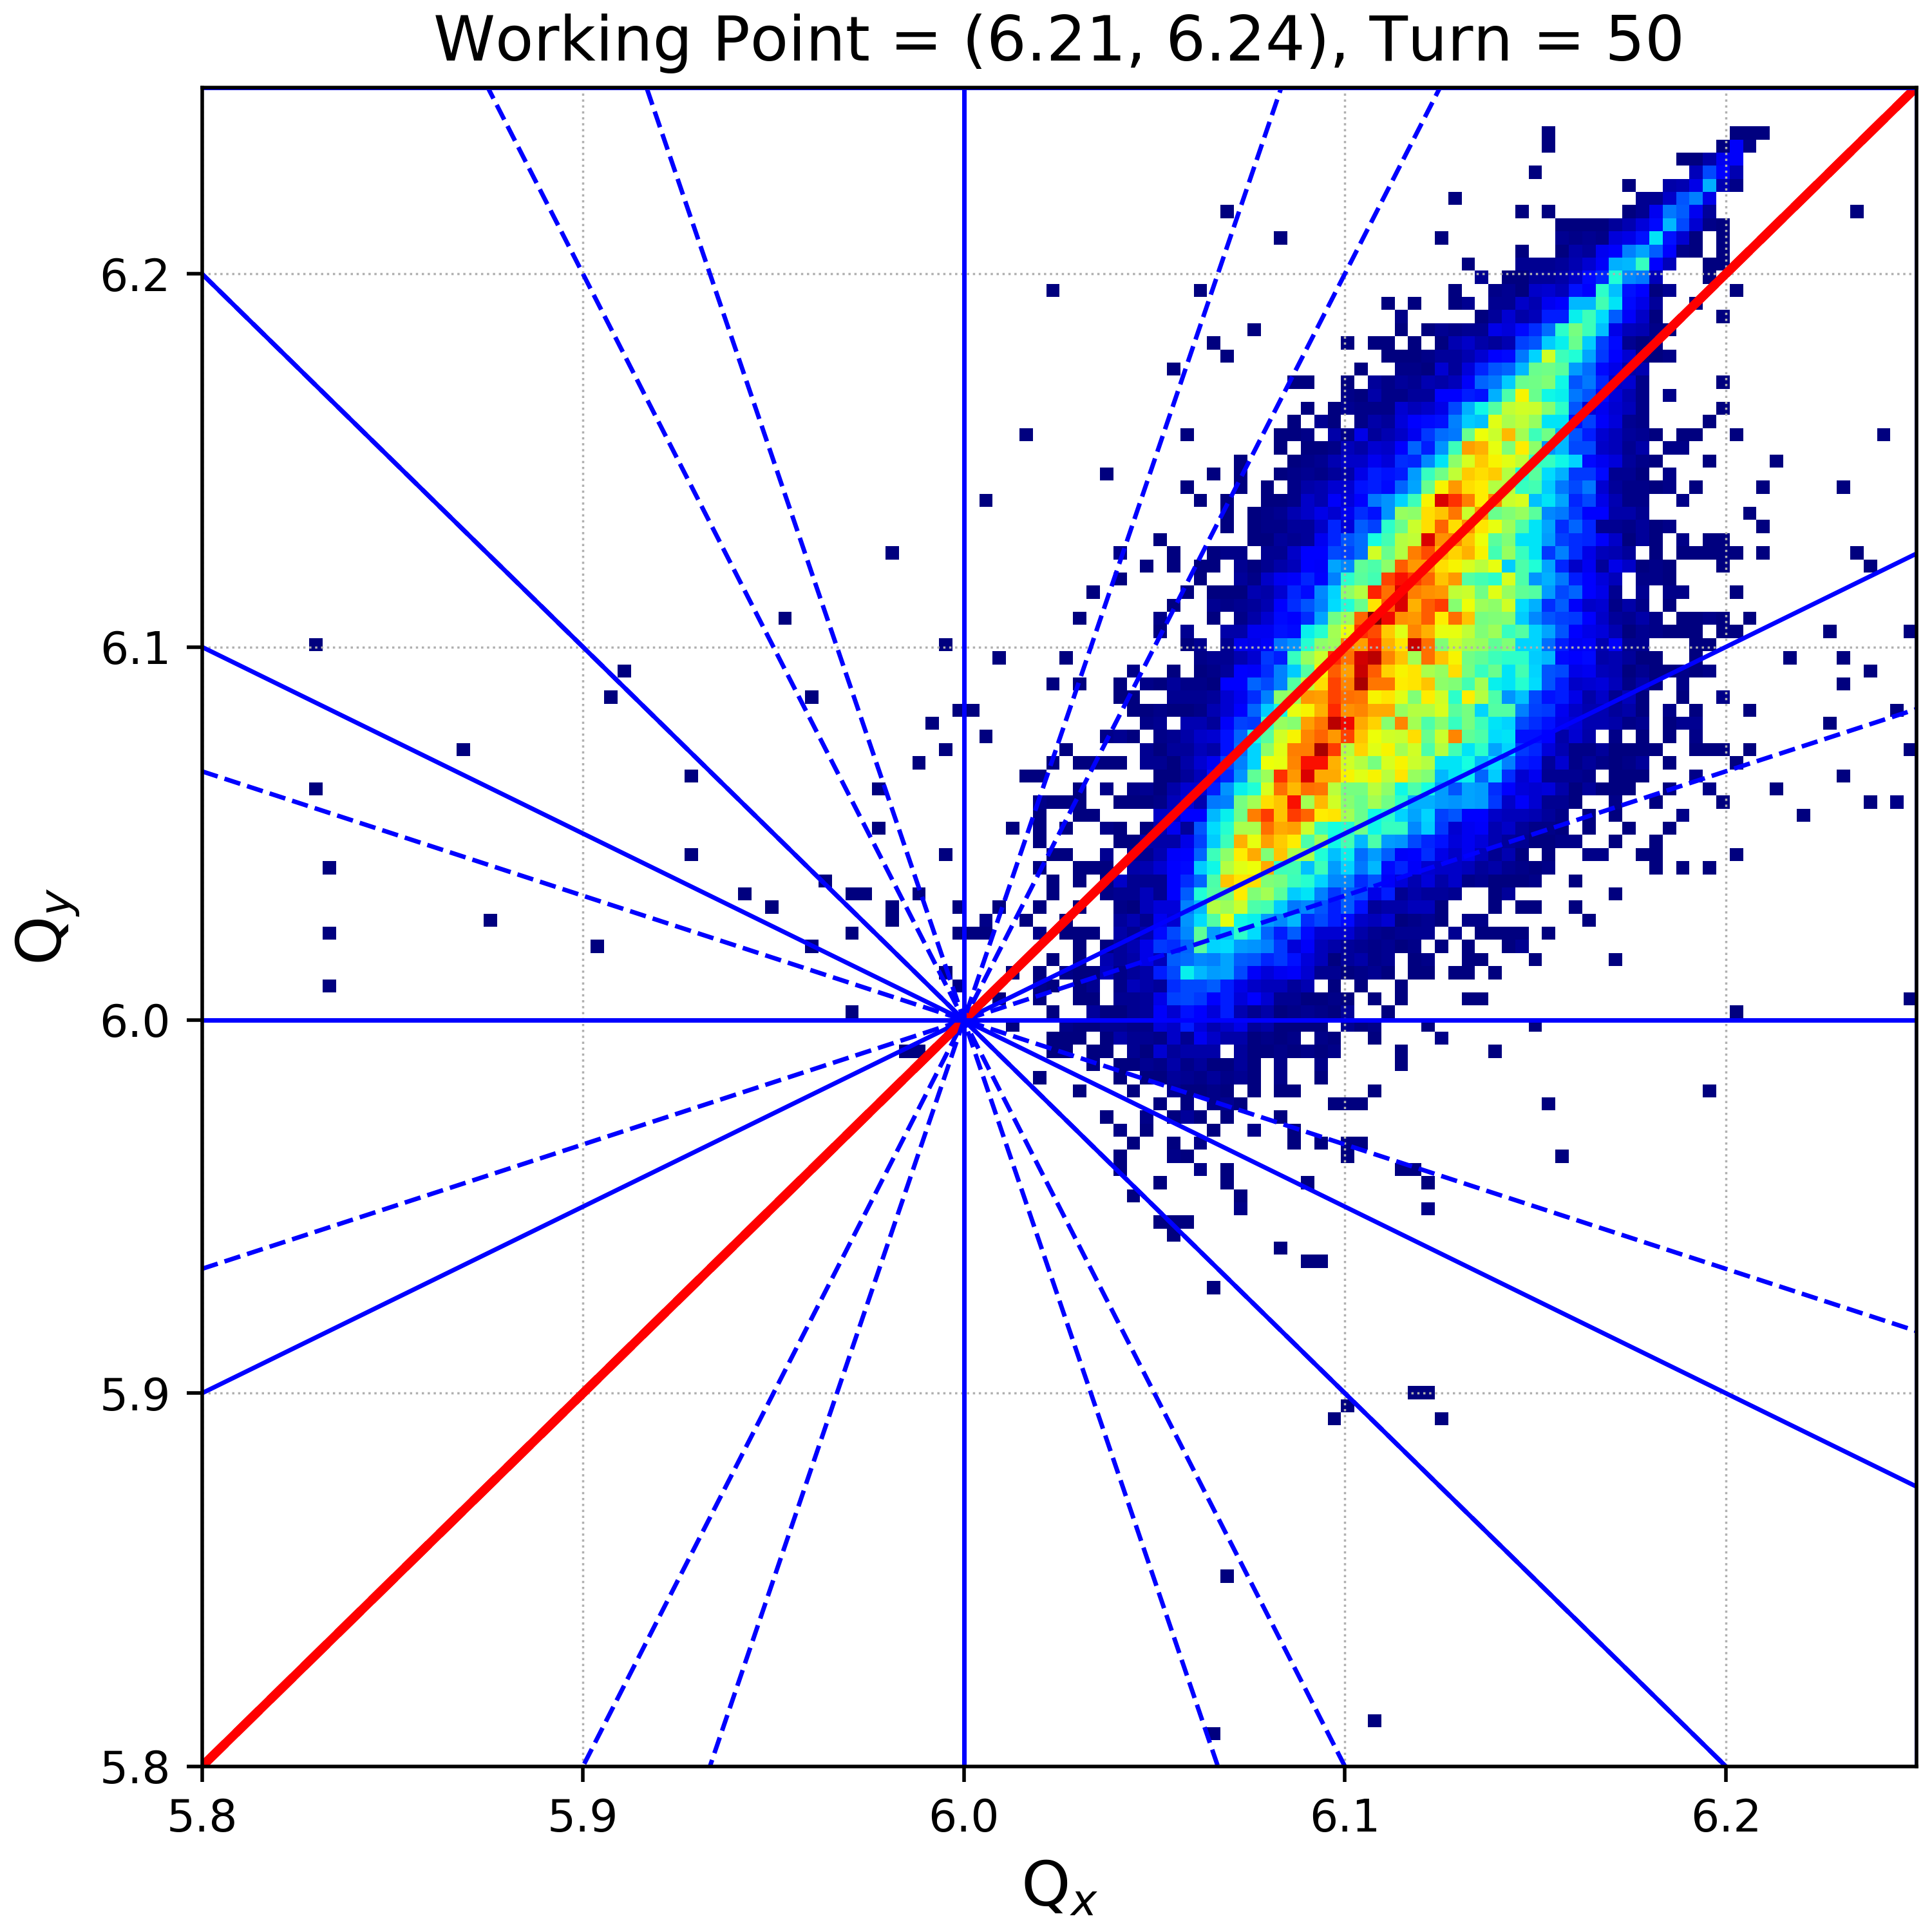 Working Point = (6.21, 6.24), Turn = 50
6.2
6.1
6.0
5.9
5.8
Qy
5.8 5.9 6.0 6.1 6.2
Qx